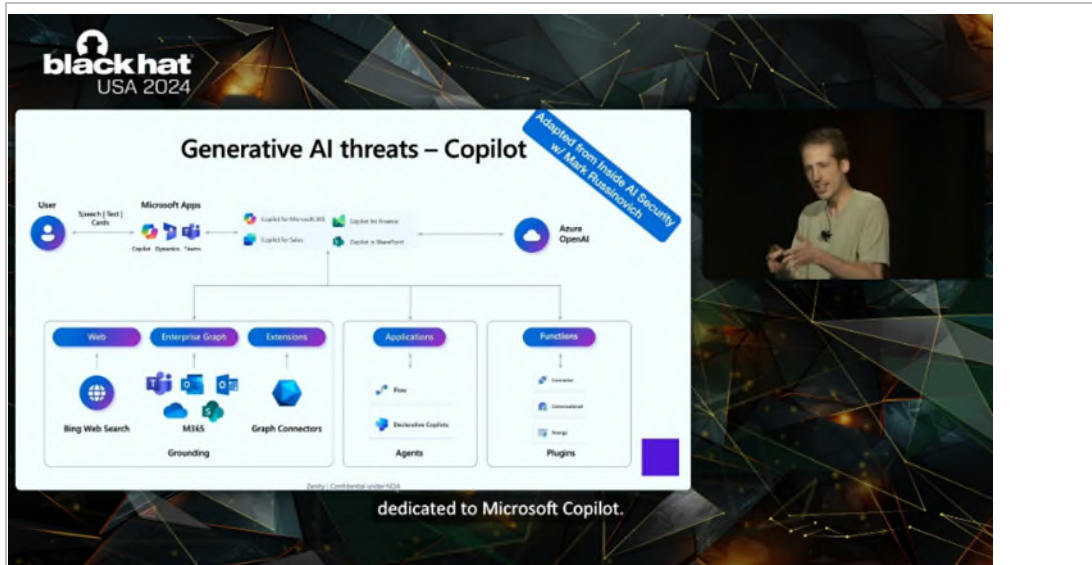 black hat
USA 2024
Generative AI threats – Copilot
Adapted from Inside AI Security
w/ Mark Russinovich
User
Speech | Text |
Cards
Microsoft Apps
Copilot Dynamics Teams
Copilot for Microsoft 365
Copilot for Finance
Copilot for Sales
Copilot in SharePoint
Azure
OpenAI
Web
Enterprise Graph
Extensions
Applications
Functions
Bing Web Search
M365
Graph Connectors
Grounding
Flow
Declarative Copilots
Agents
Connector
Conversational
Plugins
Zenity | Confidential under NDA
dedicated to Microsoft Copilot.